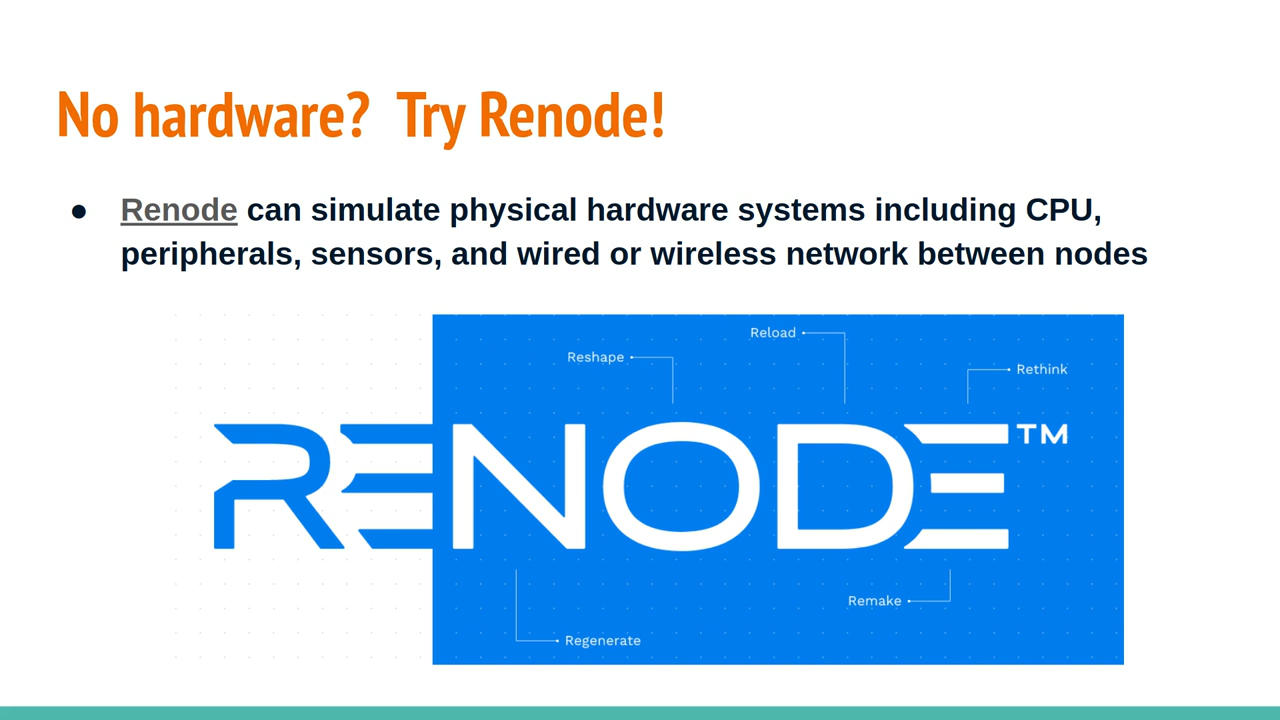 No hardware?  Try Renode!
● Renode can simulate physical hardware systems including CPU,
peripherals, sensors, and wired or wireless network between nodes
Reload
Reshape
Rethink
RENODE™
Remake
Regenerate